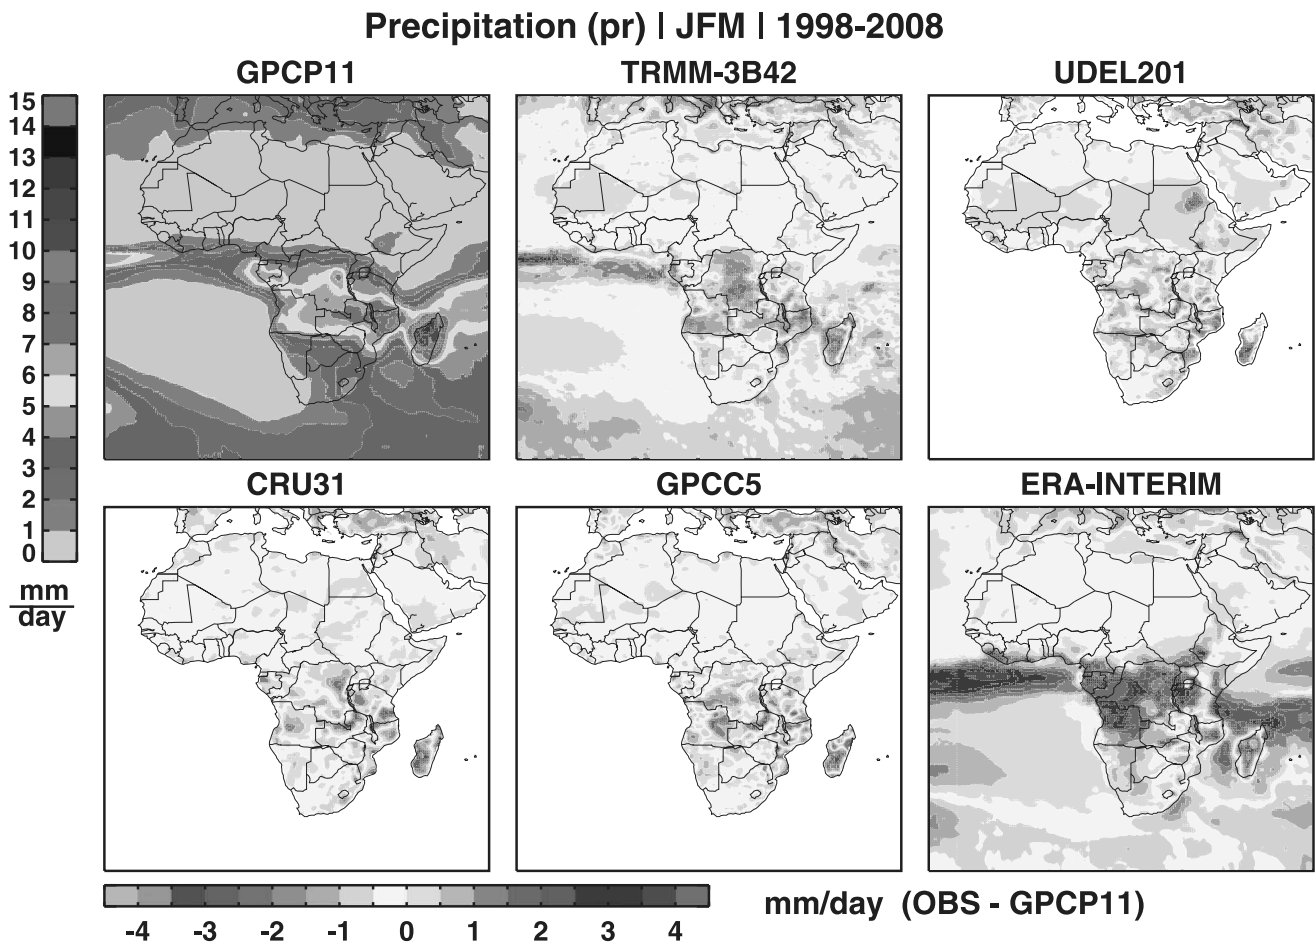 Precipitation (pr) | JFM | 1998-2008
GPCP11
TRMM-3B42
UDEL201
15
14
13
12
11
10
9
8
7
6
5
4
3
2
1
0
mm
day
CRU31
GPCC5
ERA-INTERIM
-4 -3 -2 -1 0 1 2 3 4
mm/day (OBS - GPCP11)